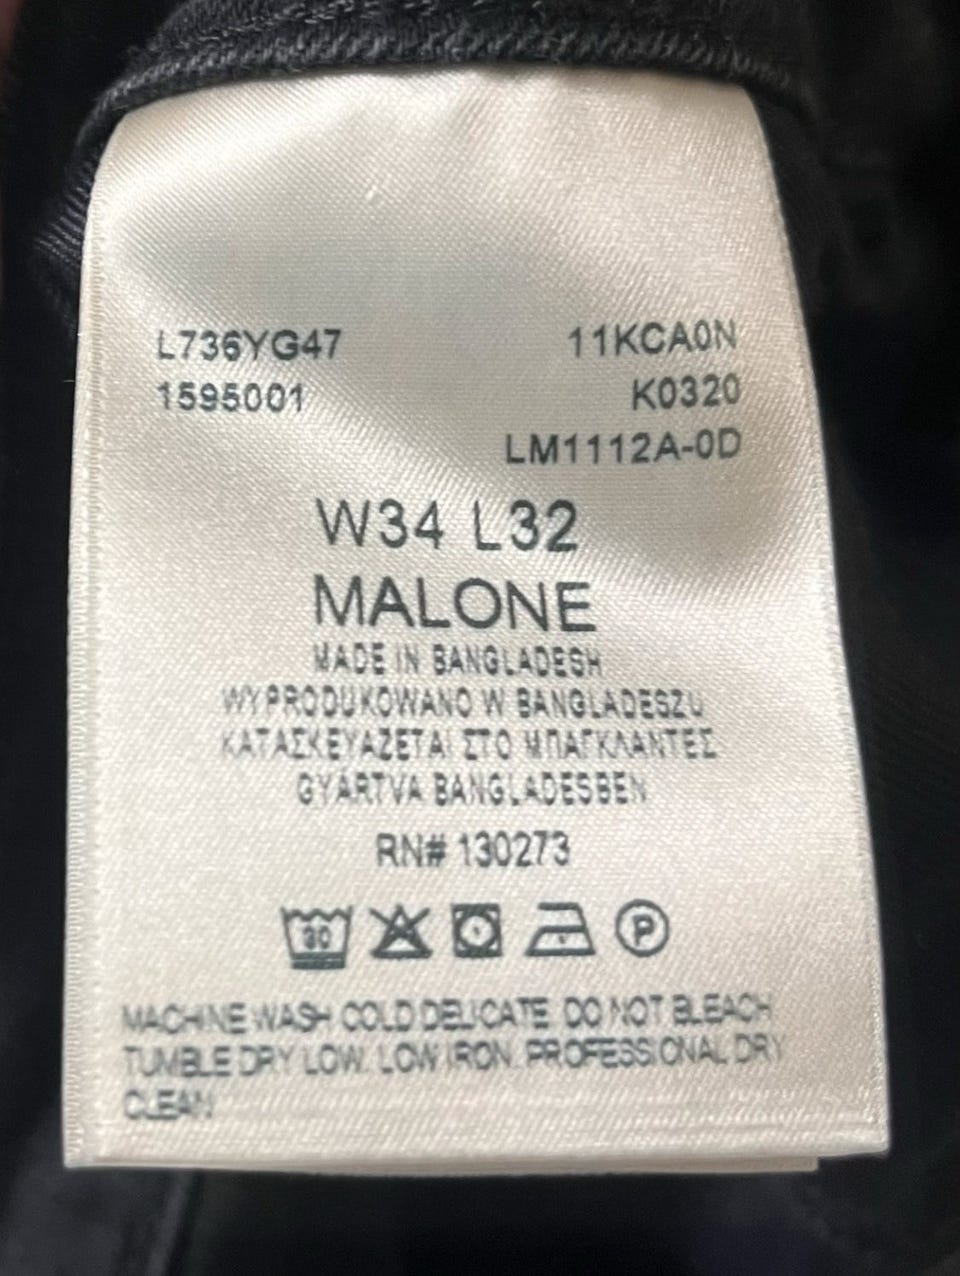 L736YG47 11KCA0N
1595001 K0320
LM1112A-0D
W34 L32
MALONE
MADE IN BANGLADESH
WYPRODUKOWANO W BANGLADESZU
ΚΑΤΑΣΚΕΥΑΖΕΤΑΙ ΣΤΟ ΜΠΑΓΚΛΑΝΤΕΣ
GYÁRTVA BANGLADESBEN
RN# 130273
30 P
MACHINE WASH COLD DELICATE. DO NOT BLEACH.
TUMBLE DRY LOW. LOW IRON. PROFESSIONAL DRY
CLEAN